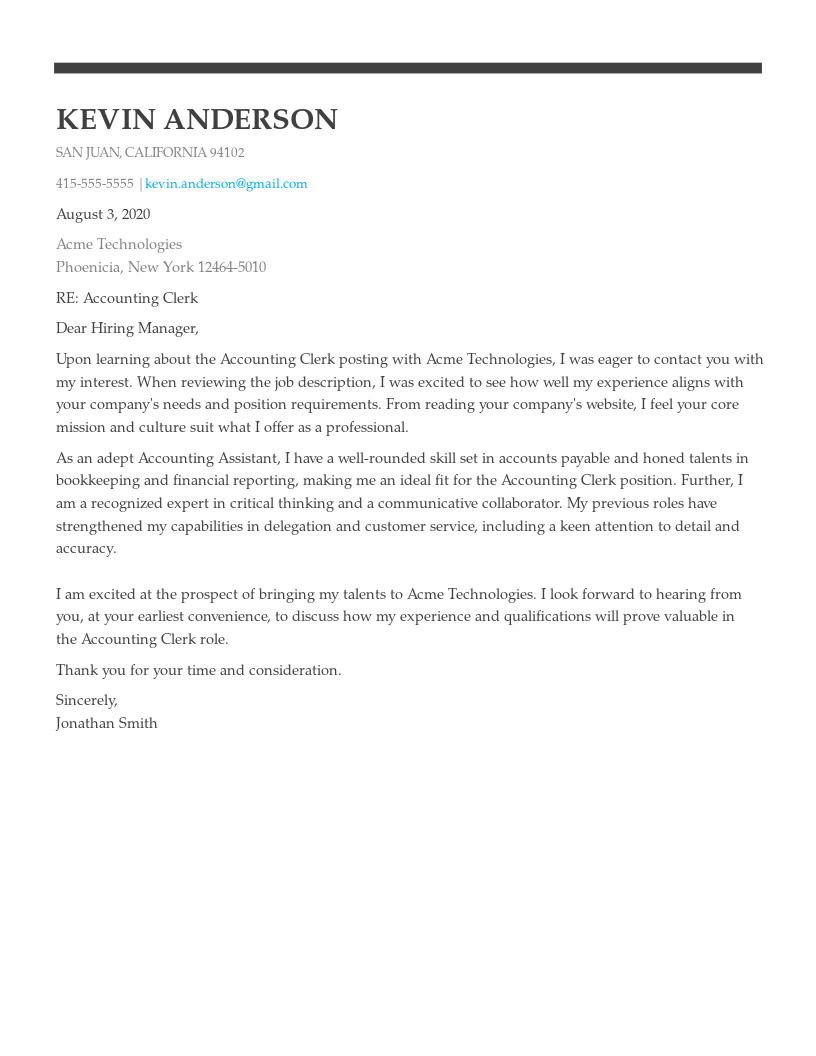 KEVIN ANDERSON
SAN JUAN, CALIFORNIA 94102
415-555-5555 |kevin.anderson@gmail.com
August 3, 2020
Acme Technologies
Phoenicia, New York 12464-5010
RE: Accounting Clerk
Dear Hiring Manager,
Upon learning about the Accounting Clerk posting with Acme Technologies, I was eager to contact you with
my interest. When reviewing the job description, I was excited to see how well my experience aligns with
your company's needs and position requirements. From reading your company's website, I feel your core
mission and culture suit what I offer as a professional.
As an adept Accounting Assistant, I have a well-rounded skill set in accounts payable and honed talents in
bookkeeping and financial reporting, making me an ideal fit for the Accounting Clerk position. Further, I
am a recognized expert in critical thinking and a communicative collaborator. My previous roles have
strengthened my capabilities in delegation and customer service, including a keen attention to detail and
accuracy.
I am excited at the prospect of bringing my talents to Acme Technologies. I look forward to hearing from
you, at your earliest convenience, to discuss how my experience and qualifications will prove valuable in
the Accounting Clerk role.
Thank you for your time and consideration.
Sincerely,
Jonathan Smith